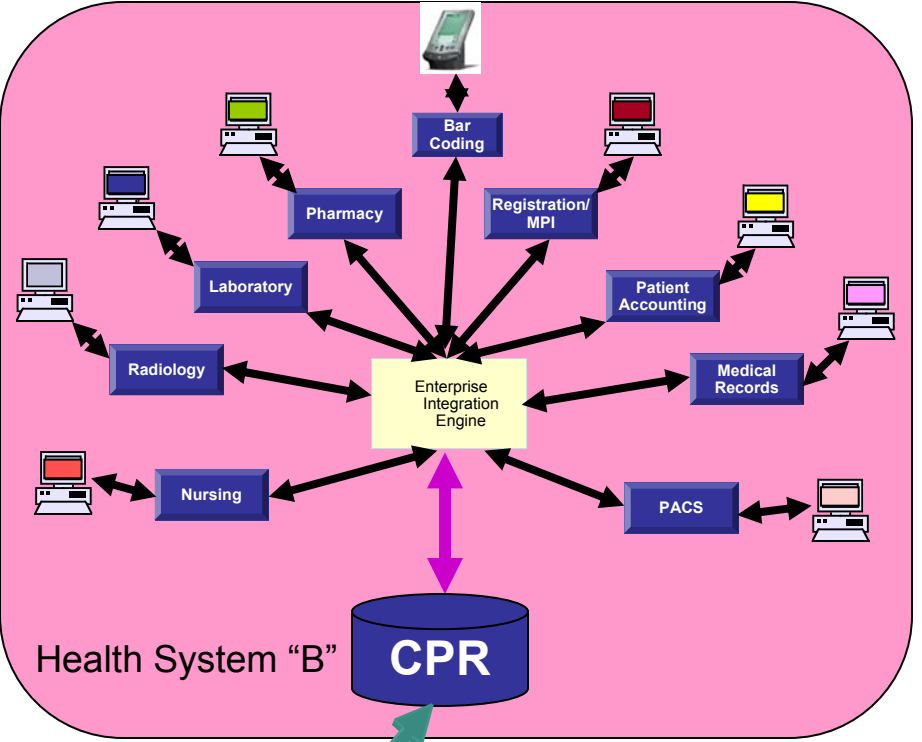 Bar
Coding
Pharmacy
Registration/
MPI
Laboratory
Patient
Accounting
Radiology
Medical
Records
Enterprise
Integration
Engine
Nursing
PACS
Health System “B”
CPR